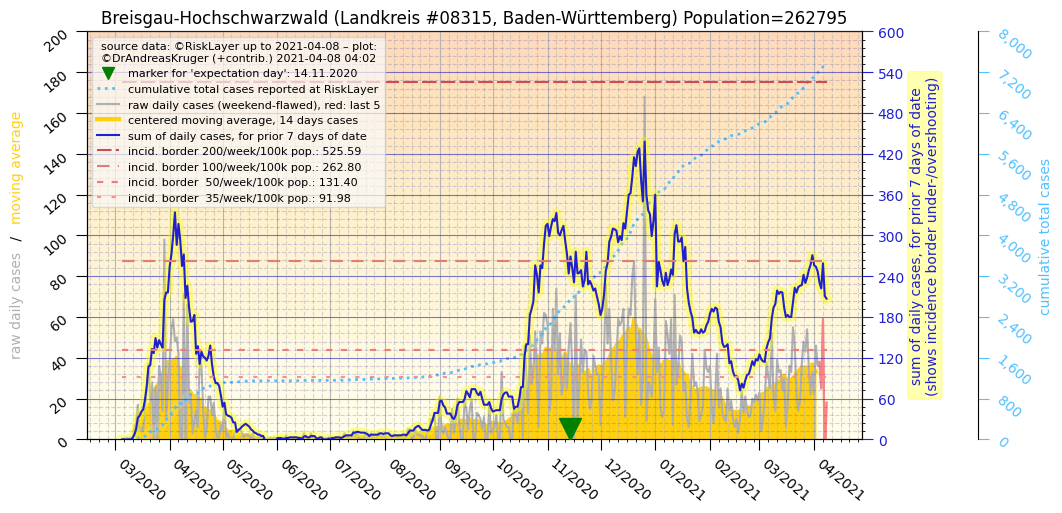 Breisgau-Hochschwarzwald (Landkreis #08315, Baden-Württemberg) Population=262795
source data: ©RiskLayer up to 2021-04-08 – plot:
©DrAndreasKruger (+contrib.) 2021-04-08 04:02
marker for 'expectation day': 14.11.2020
cumulative total cases reported at RiskLayer
raw daily cases (weekend-flawed), red: last 5
centered moving average, 14 days cases
sum of daily cases, for prior 7 days of date
incid. border 200/week/100k pop.: 525.59
incid. border 100/week/100k pop.: 262.80
incid. border 50/week/100k pop.: 131.40
incid. border 35/week/100k pop.: 91.98
raw daily cases / moving average
200
180
160
140
120
100
80
60
40
20
0
03/2020
04/2020
05/2020
06/2020
07/2020
08/2020
09/2020
10/2020
11/2020
12/2020
01/2021
02/2021
03/2021
04/2021
600
540
480
420
360
300
240
180
120
60
0
sum of daily cases, for prior 7 days of date
(shows incidence border under-/overshooting)
8,000
7,200
6,400
5,600
4,800
4,000
3,200
2,400
1,600
800
0
cumulative total cases